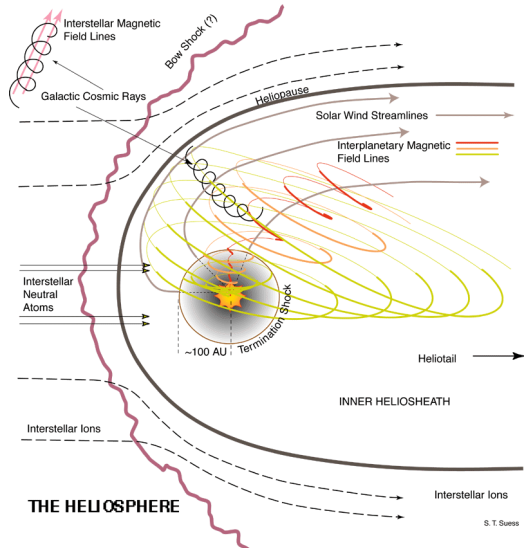 Interstellar Magnetic
Field Lines
Bow Shock (?)
Galactic Cosmic Rays
Heliopause
Solar Wind Streamlines
Interplanetary Magnetic
Field Lines
Interstellar
Neutral
Atoms
Termination Shock
~100 AU
Heliotail
INNER HELIOSHEATH
Interstellar Ions
Interstellar Ions
THE HELIOSPHERE
S. T. Suess